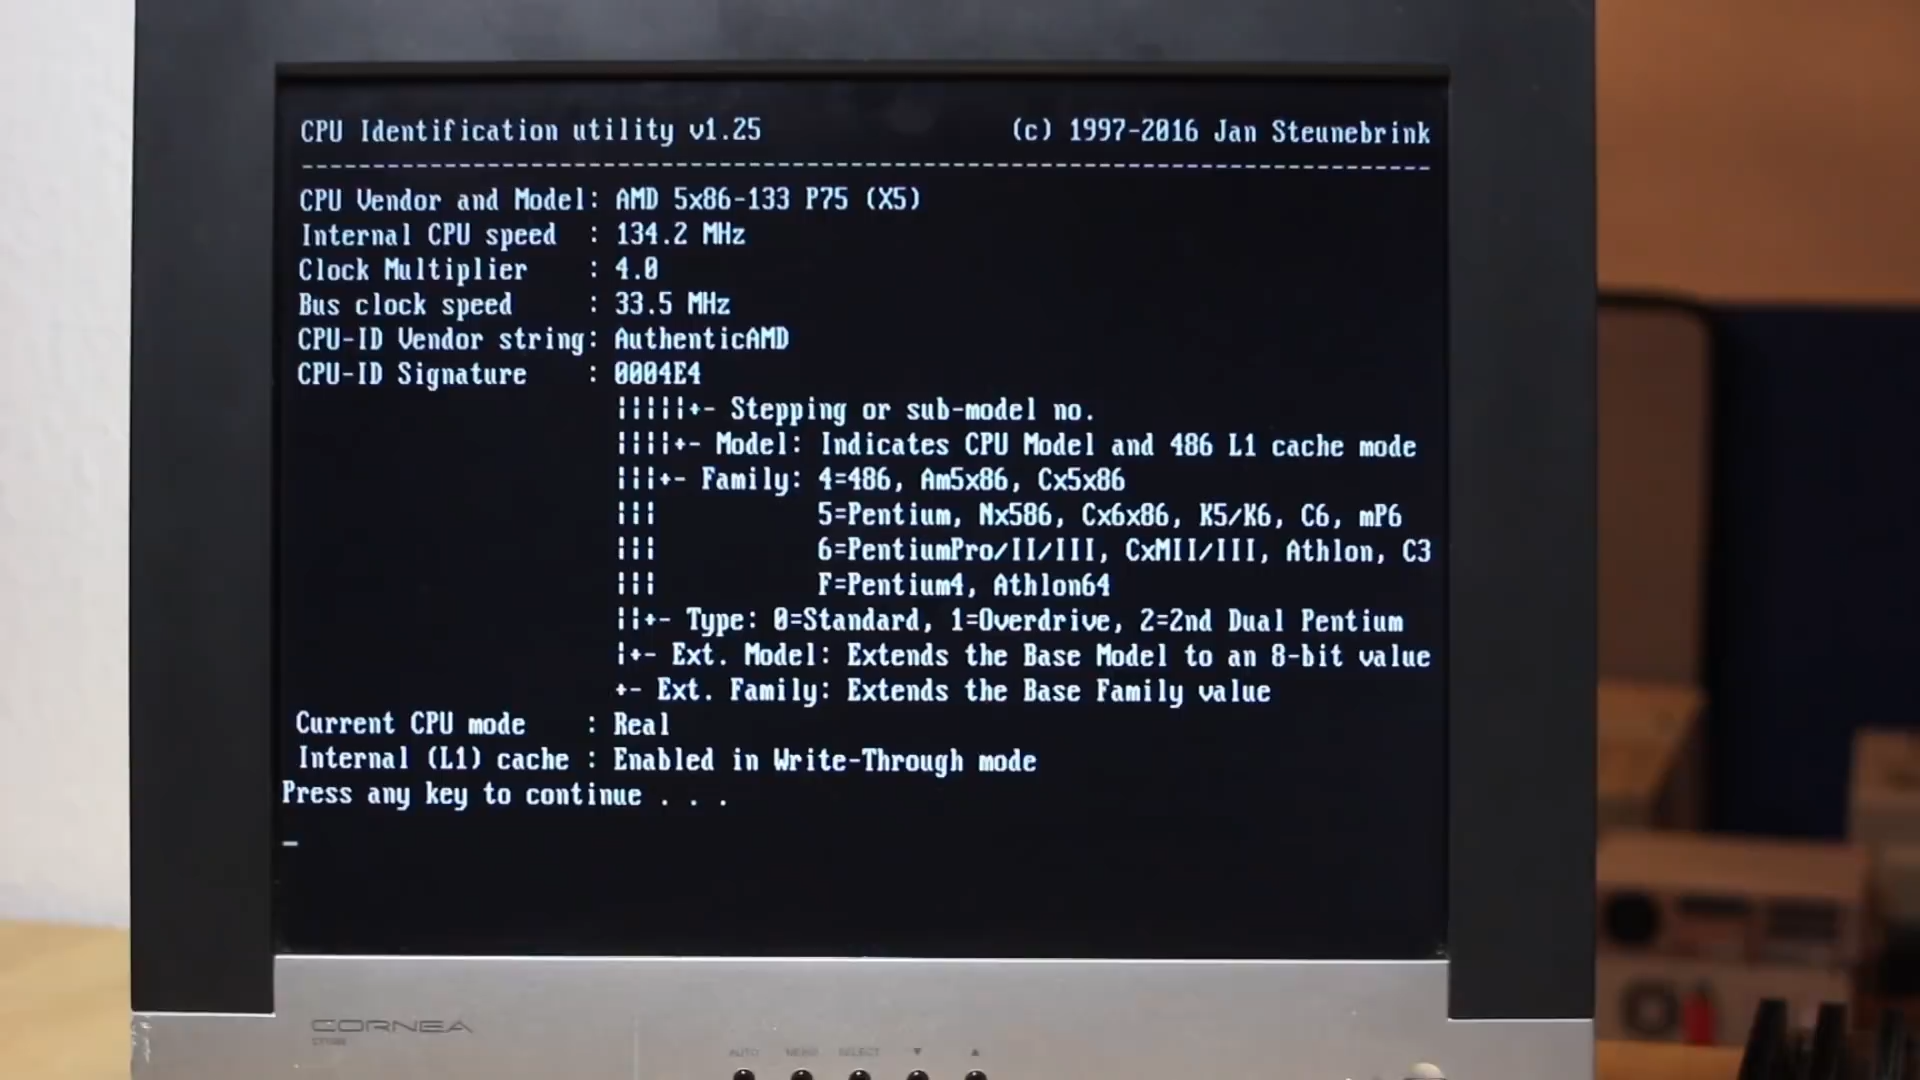 CPU Identification utility v1.25 (c) 1997-2016 Jan Steunebrink
--------------------------------------------------------------------------------
CPU Vendor and Model: AMD 5x86-133 P75 (X5)
Internal CPU speed : 134.2 MHz
Clock Multiplier : 4.0
Bus clock speed : 33.5 MHz
CPU-ID Vendor string: AuthenticAMD
CPU-ID Signature : 0004E4
|||||+- Stepping or sub-model no.
||||+- Model: Indicates CPU Model and 486 L1 cache mode
|||+- Family: 4=486, Am5x86, Cx5x86
||| 5=Pentium, Nx586, Cx6x86, K5/K6, C6, mP6
||| 6=PentiumPro/II/III, CxMII/III, Athlon, C3
||| F=Pentium4, Athlon64
||+- Type: 0=Standard, 1=Overdrive, 2=2nd Dual Pentium
|+- Ext. Model: Extends the Base Model to an 8-bit value
+- Ext. Family: Extends the Base Family value
Current CPU mode : Real
Internal (L1) cache : Enabled in Write-Through mode
Press any key to continue . . .
_
CORNEA
AUTO MENU SELECT ▼ ▲